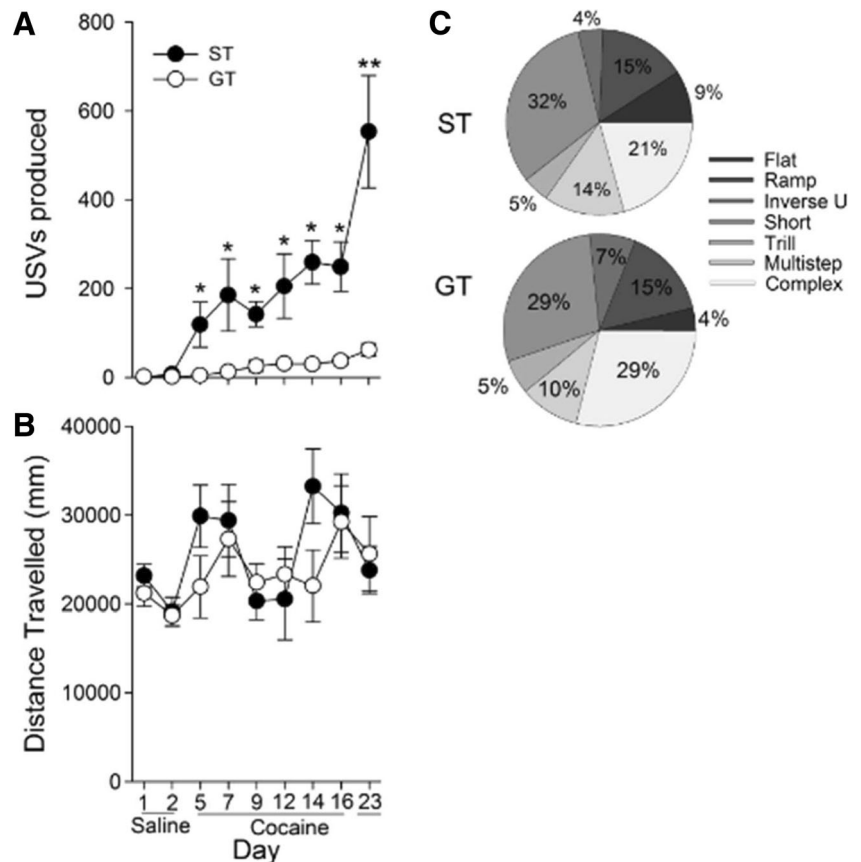 A
800
600
400
200
0
USVs produced
ST
GT
*
*
*
*
*
*
**
B
40000
30000
20000
10000
0
Distance Travelled (mm)
1 2 5 7 9 12 14 16 23
Saline Cocaine
Day
C
ST
4%
15%
9%
32%
21%
5%
14%
GT
7%
15%
4%
29%
5%
10%
29%
Flat
Ramp
Inverse U
Short
Trill
Multistep
Complex